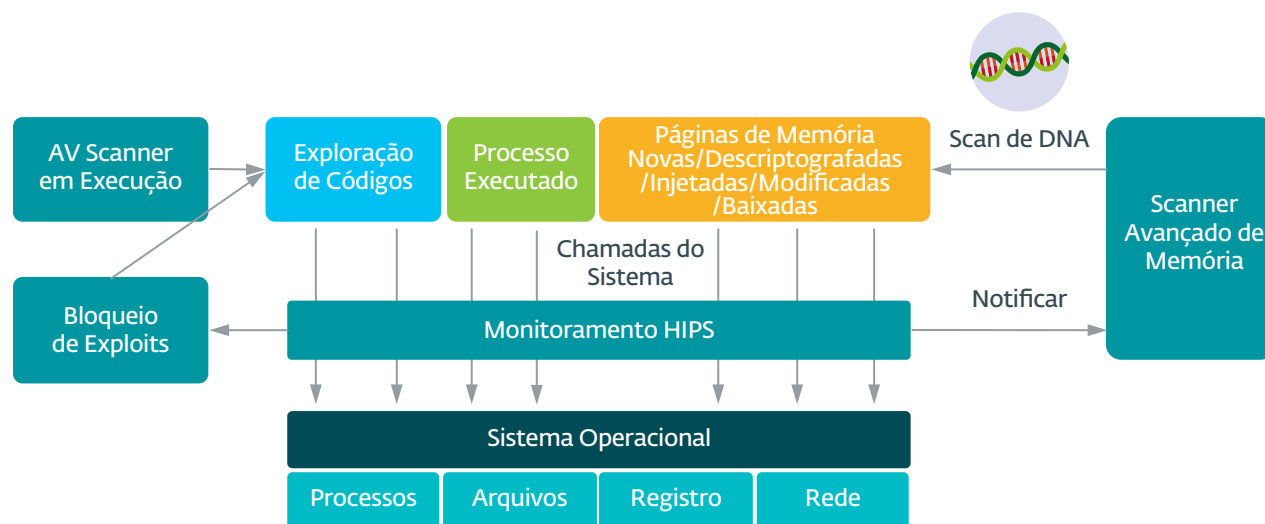 Scan de DNA
AV Scanner
em Execução
Exploração
de Códigos
Processo
Executado
Páginas de Memória
Novas/Descriptografadas
/Injetadas/Modificadas
/Baixadas
Scanner
Avançado de
Memória
Chamadas do
Sistema
Bloqueio
de Exploits
Monitoramento HIPS
Notificar
Sistema Operacional
Processos
Arquivos
Registro
Rede